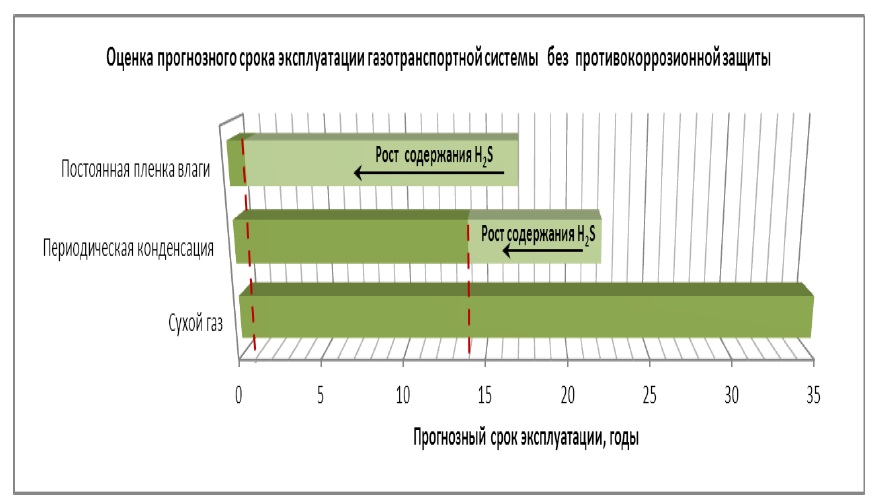 Оценка прогнозного срока эксплуатации газотранспортной системы без противокоррозионной защиты
Постоянная пленка влаги
Рост содержания H₂S
Периодическая конденсация
Рост содержания H₂S
Сухой газ
0 5 10 15 20 25 30 35
Прогнозный срок эксплуатации, годы